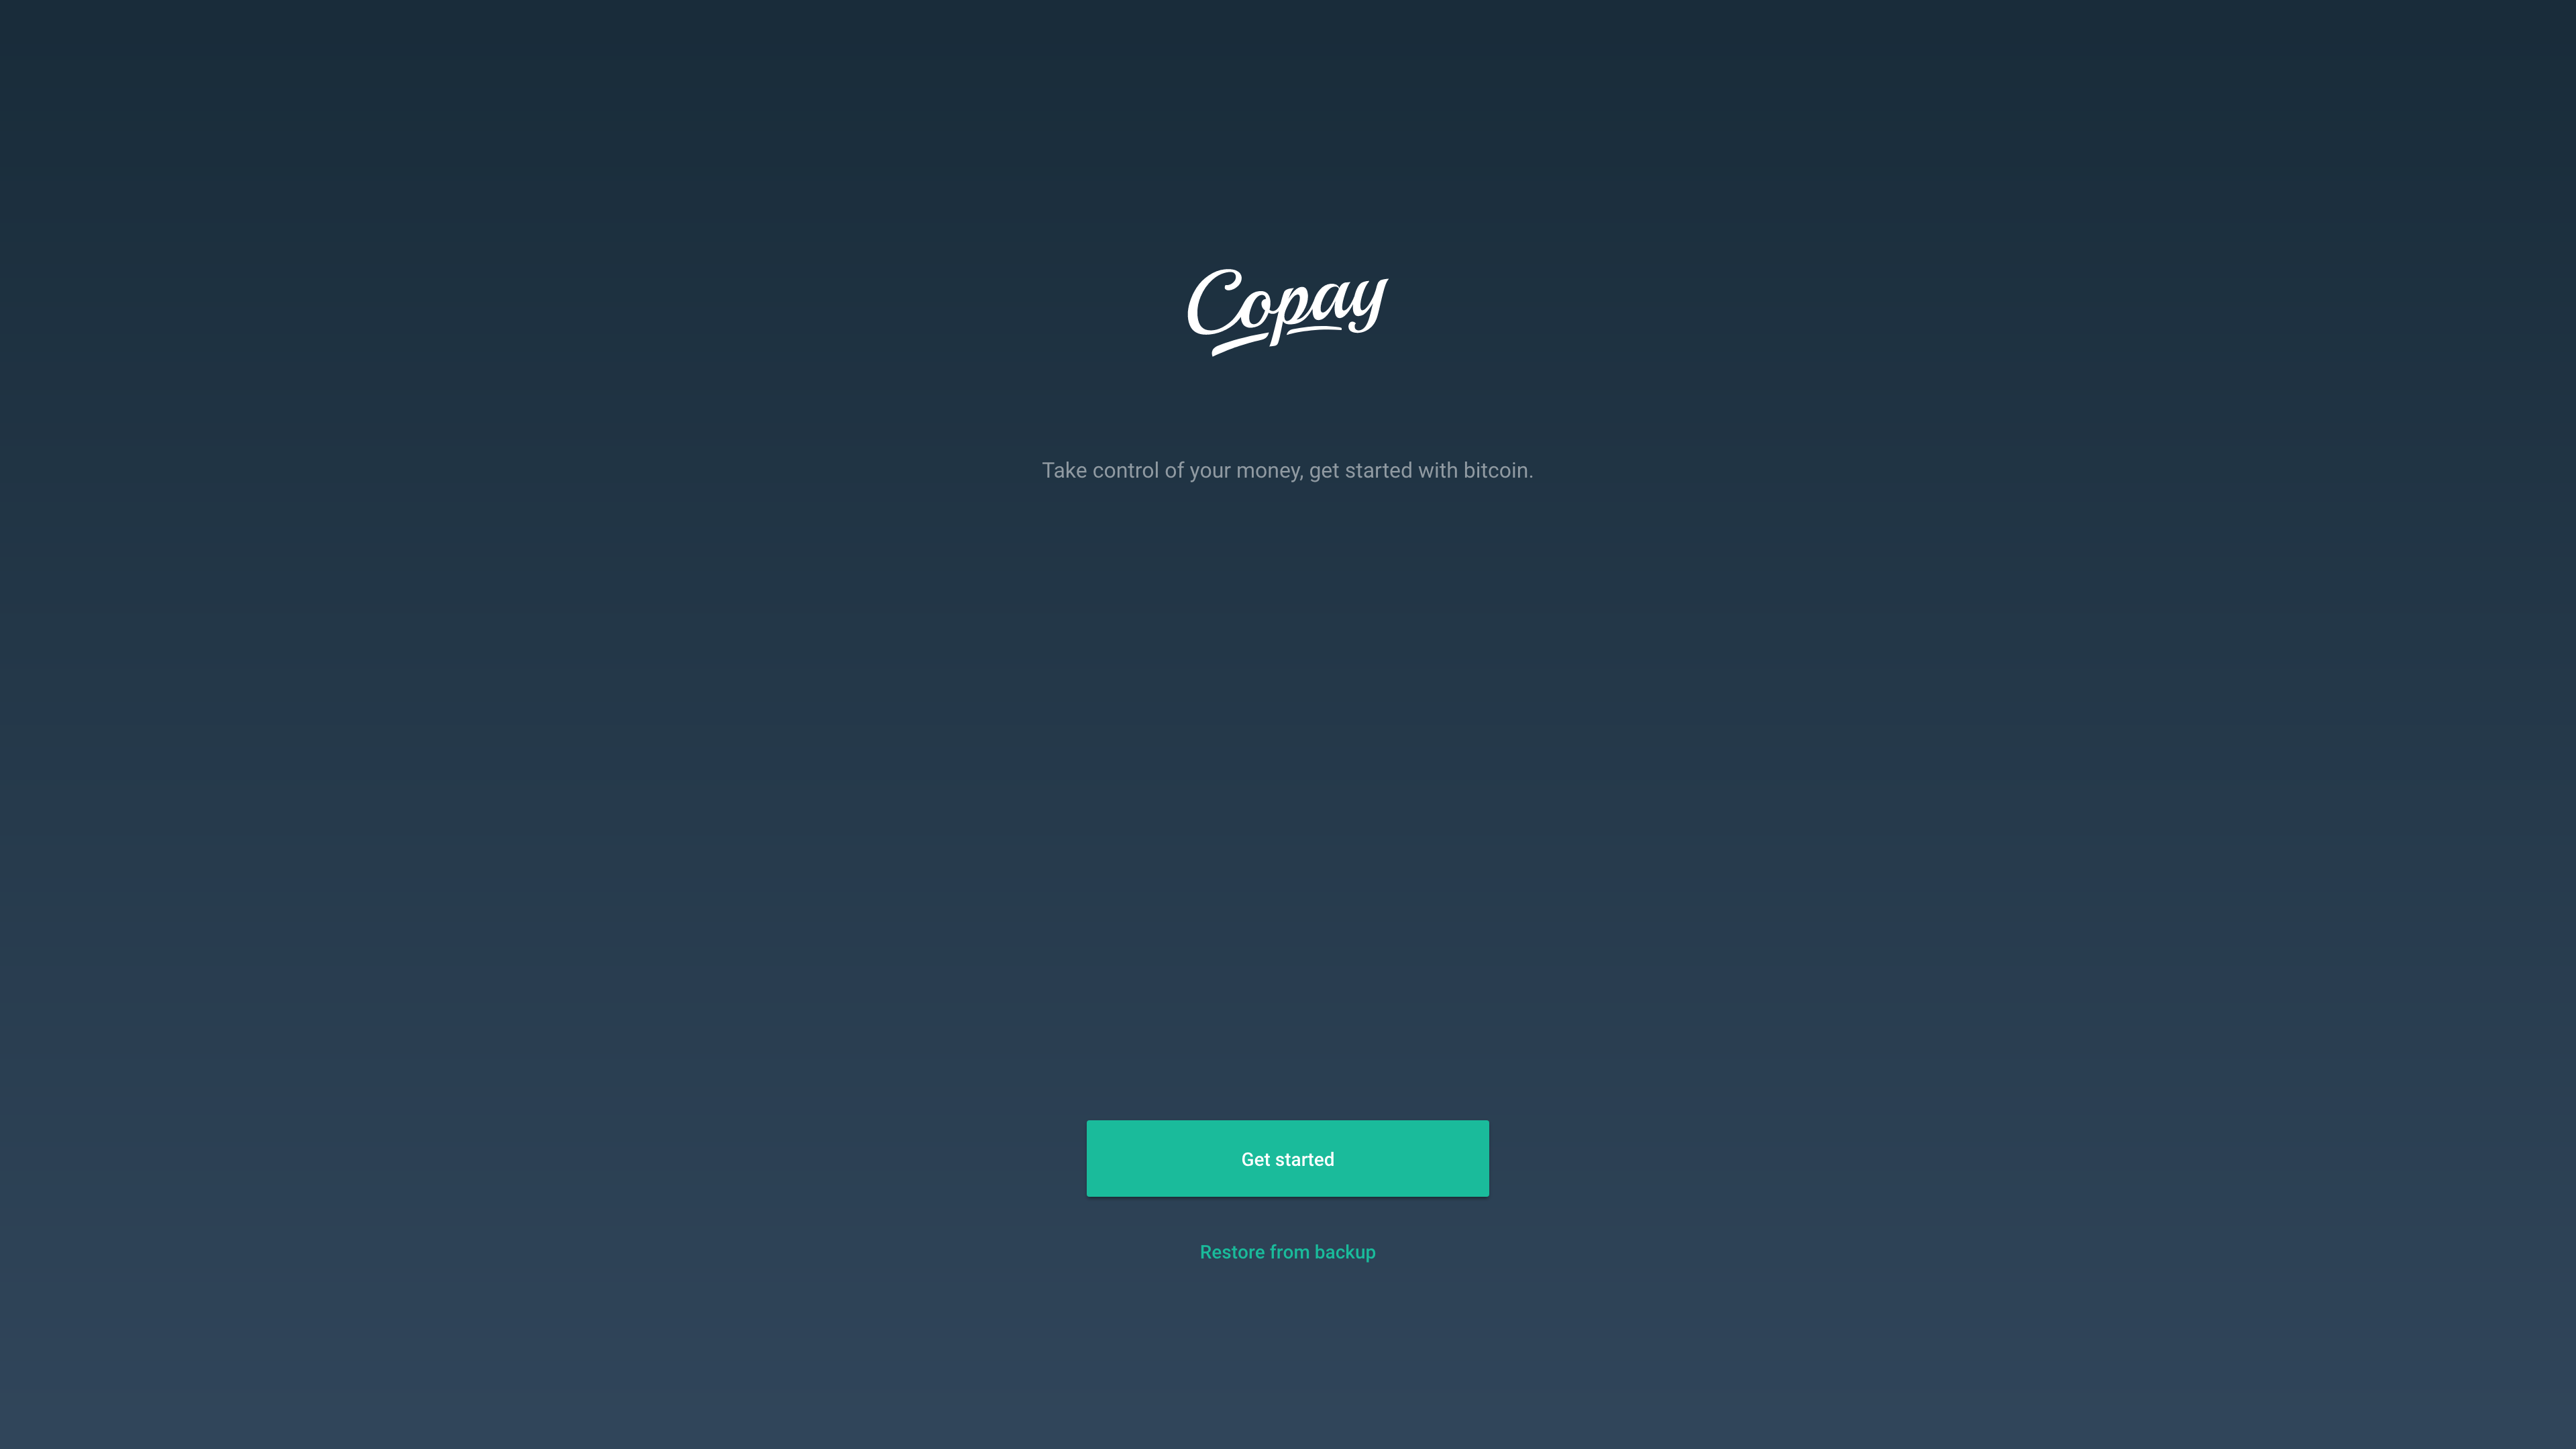 Copay
Take control of your money, get started with bitcoin.
Get started
Restore from backup